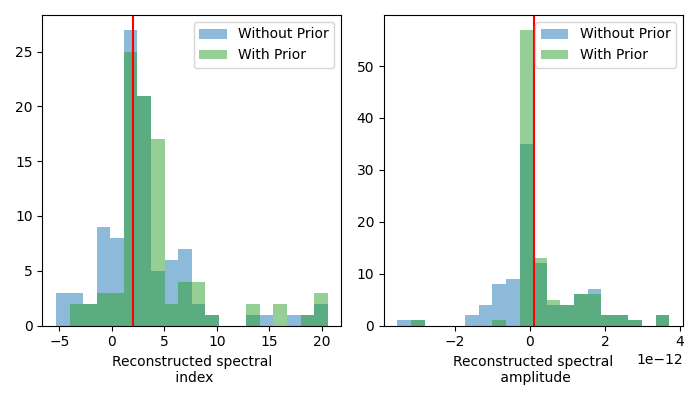 Without Prior
With Prior
25
20
15
10
5
0
−5
0
5
10
15
20
Reconstructed spectral
index
Without Prior
With Prior
50
40
30
20
10
0
−2
0
2
4
1e−12
Reconstructed spectral
amplitude